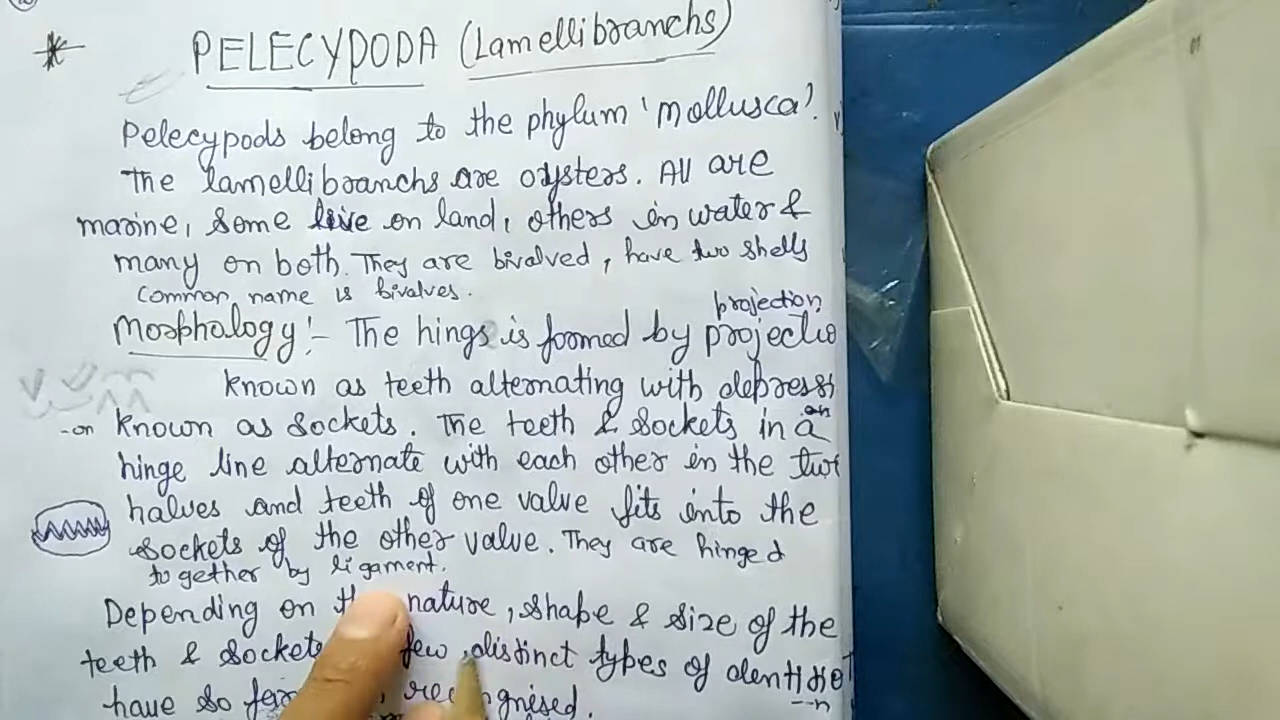 PELECYPODA (Lamellibranchs)
Pelecypods belong to the phylum 'Mollusca'.
The lamellibranchs are oysters. All are
marine, some live on land, others in water &
many on both. They are bivalved, have two shells
common name is bivalves.
projection
Morphology :- The hings is formed by projectio
known as teeth alternating with depressi
-on known as sockets. The teeth & sockets in a an
hinge line alternate with each other in the two
halves and teeth of one valve fits into the
sockets of the other valve. They are hinged
together by ligament.
Depending on nature, shape & size of the
teeth & sockets few distinct types of dentitio
--n
have so recognised.